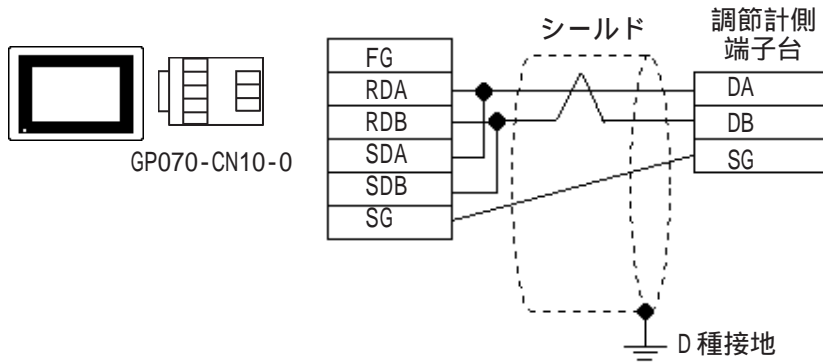 シールド
調節計側
端子台
FG
RDA
RDB
SDA
SDB
SG
DA
DB
SG
GP070-CN10-0
D種接地